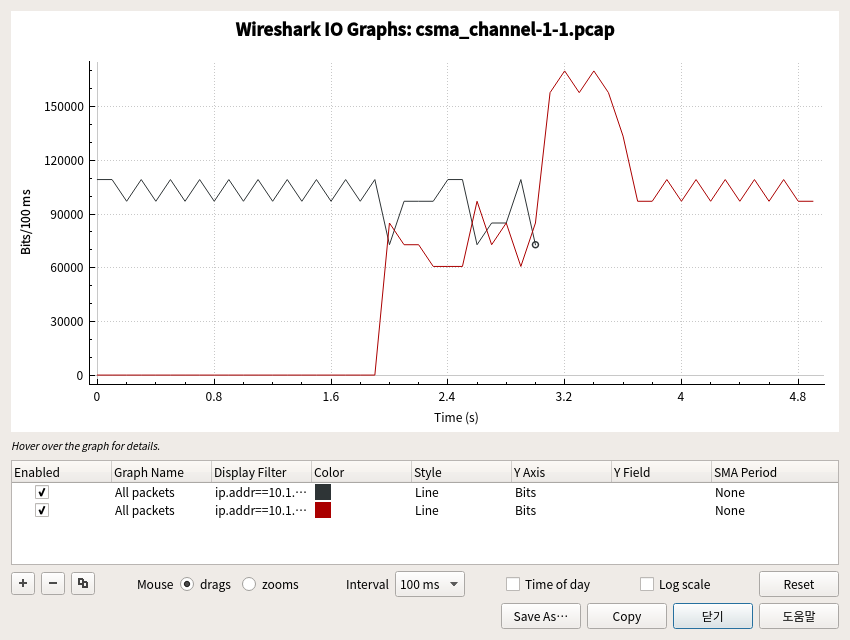 Wireshark IO Graphs: csma_channel-1-1.pcap
Bits/100 ms
150000
120000
90000
60000
30000
0
0 0.8 1.6 2.4 3.2 4 4.8
Time (s)
Hover over the graph for details.
Enabled Graph Name Display Filter Color Style Y Axis Y Field SMA Period
All packets ip.addr==10.1.⋯ Line Bits None
All packets ip.addr==10.1.⋯ Line Bits None
Mouse drags zooms Interval 100 ms Time of day Log scale Reset
Save As⋯ Copy 닫기 도움말